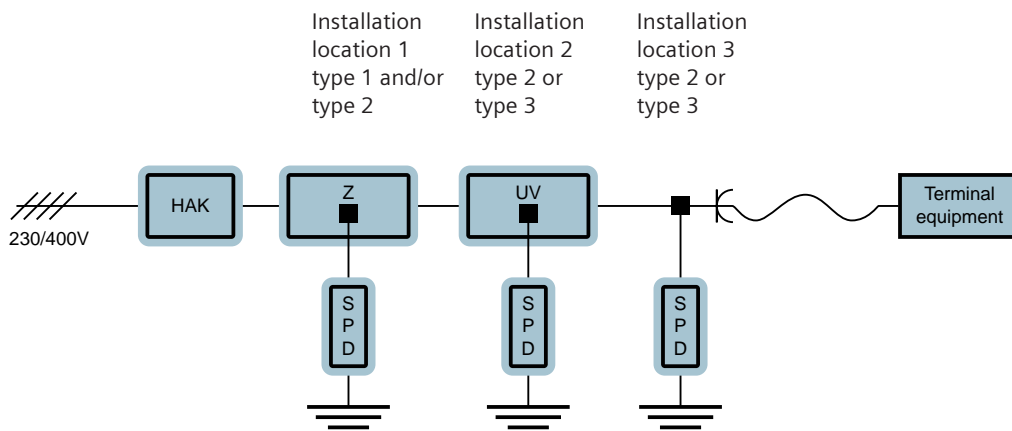 Installation
location 1
type 1 and/or
type 2
Installation
location 2
type 2 or
type 3
Installation
location 3
type 2 or
type 3
230/400V
HAK
Z
UV
Terminal
equipment
S
P
D
S
P
D
S
P
D